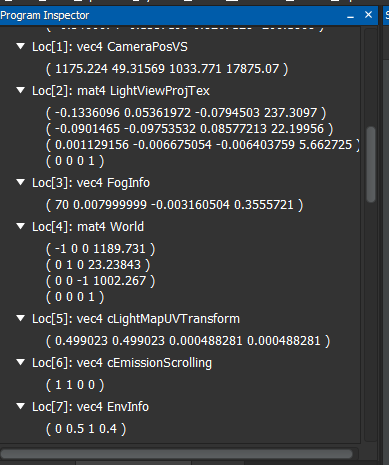 Program Inspector
Loc[1]: vec4 CameraPosVS
( 1175.224 49.31569 1033.771 17875.07 )
Loc[2]: mat4 LightViewProjTex
( -0.1336096 0.05361972 -0.0794503 237.3097 )
( -0.0901465 -0.09753532 0.08577213 22.19956 )
( 0.001129156 -0.006675054 -0.006403759 5.662725 )
( 0 0 0 1 )
Loc[3]: vec4 FogInfo
( 70 0.007999999 -0.003160504 0.3555721 )
Loc[4]: mat4 World
( -1 0 0 1189.731 )
( 0 1 0 23.23843 )
( 0 0 -1 1002.267 )
( 0 0 0 1 )
Loc[5]: vec4 cLightMapUVTransform
( 0.499023 0.499023 0.000488281 0.000488281 )
Loc[6]: vec4 cEmissionScrolling
( 1 1 0 0 )
Loc[7]: vec4 EnvInfo
( 0 0.5 1 0.4 )